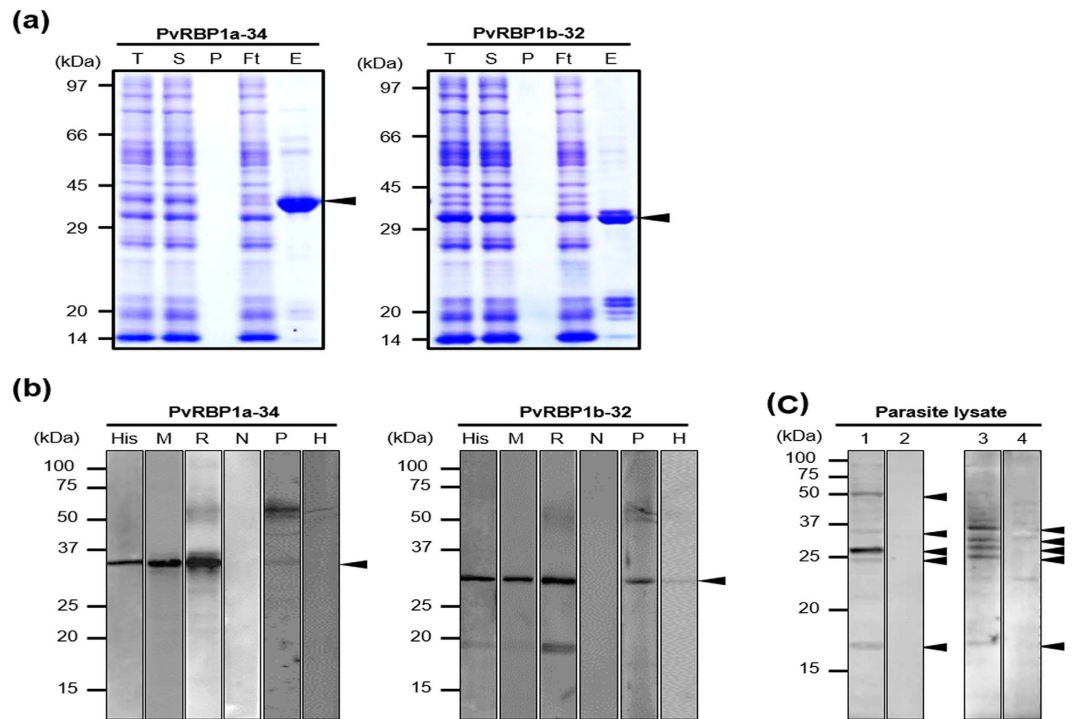 (a)
PvRBP1a-34
(kDa) T S P Ft E
97
66
45
29
20
14
PvRBP1b-32
(kDa) T S P Ft E
97
66
45
29
20
14
(b)
PvRBP1a-34
(kDa) His M R N P H
100
75
50
37
25
20
15
PvRBP1b-32
(kDa) His M R N P H
100
75
50
37
25
20
15
(C)
Parasite lysate
(kDa) 1 2 3 4
100
75
50
37
25
20
15